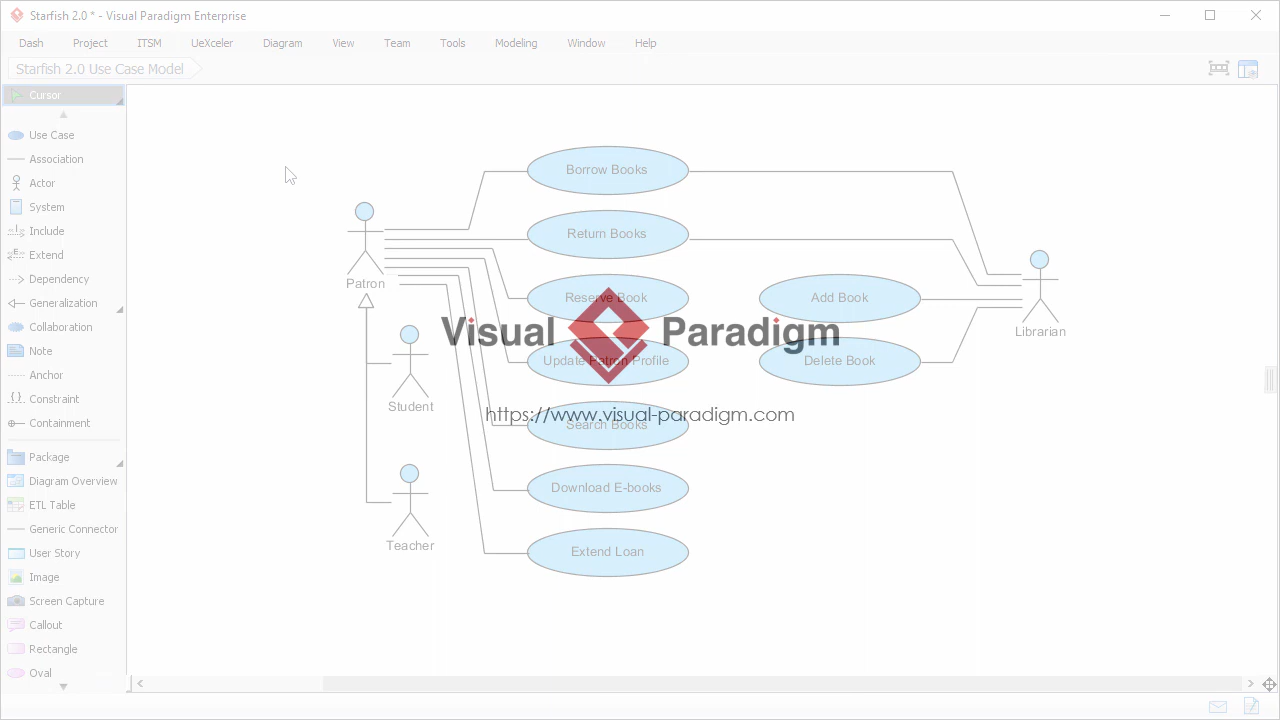 Starfish 2.0 * - Visual Paradigm Enterprise
Dash Project ITSM UeXceler Diagram View Team Tools Modeling Window Help
Starfish 2.0 Use Case Model
Cursor
Use Case
Association
Actor
System
Include
Extend
Dependency
Generalization
Collaboration
Note
Anchor
Constraint
Containment
Package
Diagram Overview
ETL Table
Generic Connector
User Story
Image
Screen Capture
Callout
Rectangle
Oval
Borrow Books
Return Books
Reserve Book
Update Patron Profile
Search Books
Download E-books
Extend Loan
Add Book
Delete Book
Patron
Student
Teacher
Librarian
Visual Paradigm
https://www.visual-paradigm.com